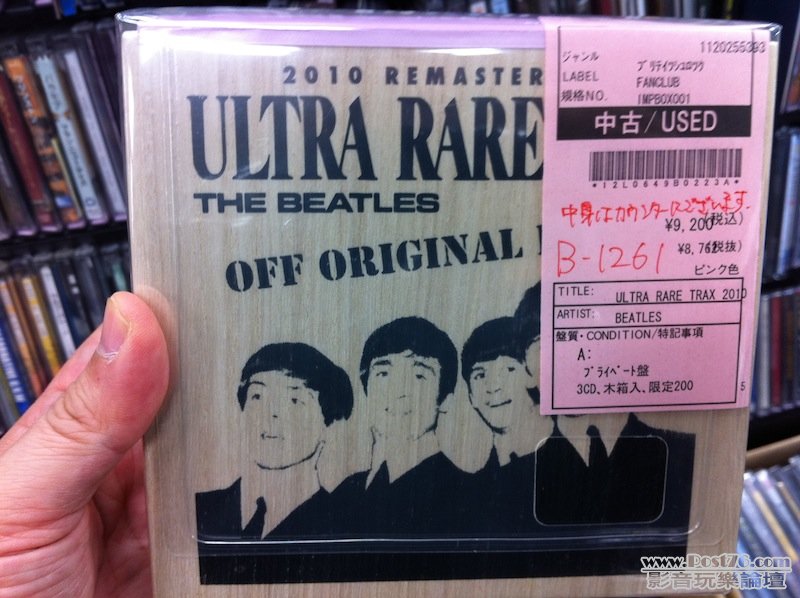 2010 REMASTER
ULTRA RARE
THE BEATLES
OFF ORIGINAL
1120255393
ジャンル ブリティッシュロック
LABEL FANCLUB
規格NO. IMPBOX001
中古/USED
*12L0649B0223A*
中身はカウンターにございます.
¥9,200(税込)
B-1261
¥8,762(税抜)
ピンク色
TITLE: ULTRA RARE TRAX 2010
ARTIST: BEATLES
盤質・CONDITION/特記事項
A:
プライベート盤
3CD、木箱入、限定200
5
www.Post76.com
影音玩樂論壇